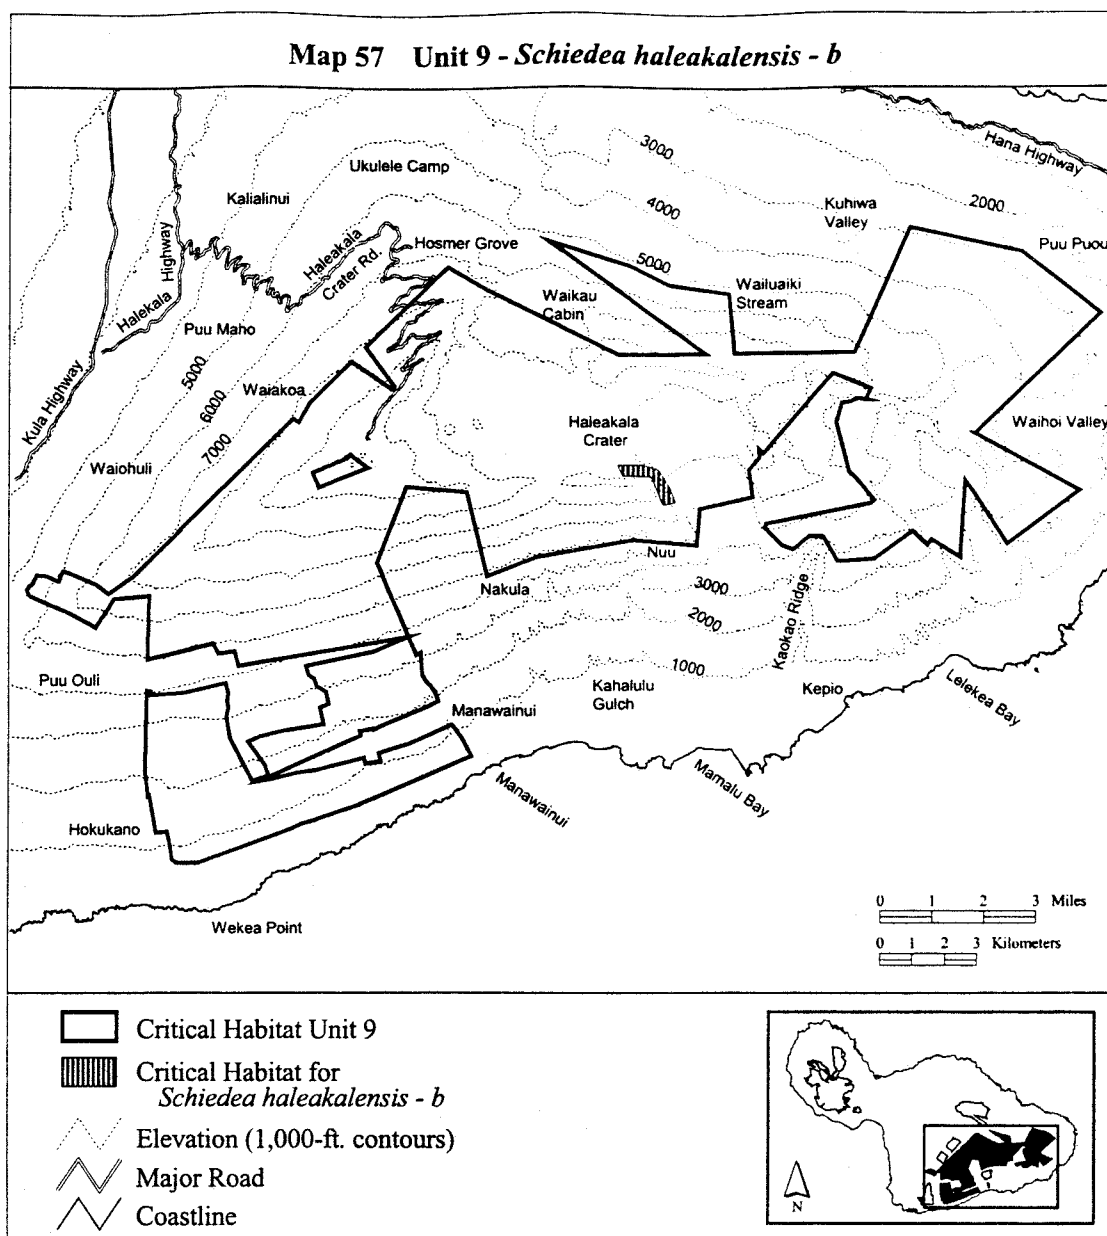 Map 57 Unit 9 - Schiedea haleakalensis - b
Hana Highway
3000
Ukulele Camp
Kalialinui
4000
Kuhiwa
Valley
2000
Puu Puou
Haleakala
Crater Rd.
Hosmer Grove
Highway
Halekala
5000
Waikau
Cabin
Wailuaiki
Stream
Puu Maho
5000
Waiakoa
6000
Kula Highway
7000
Haleakala
Crater
Waihoi Valley
Waiohuli
Nuu
Nakula
3000
2000
Kaokao Ridge
1000
Puu Ouli
Kahalulu
Gulch
Kepio
Lelekea Bay
Manawainui
Manawainui
Mamalu Bay
Hokukano
Wekea Point
0 1 2 3 Miles
0 1 2 3 Kilometers
Critical Habitat Unit 9
Critical Habitat for
Schiedea haleakalensis - b
Elevation (1,000-ft. contours)
Major Road
Coastline
N